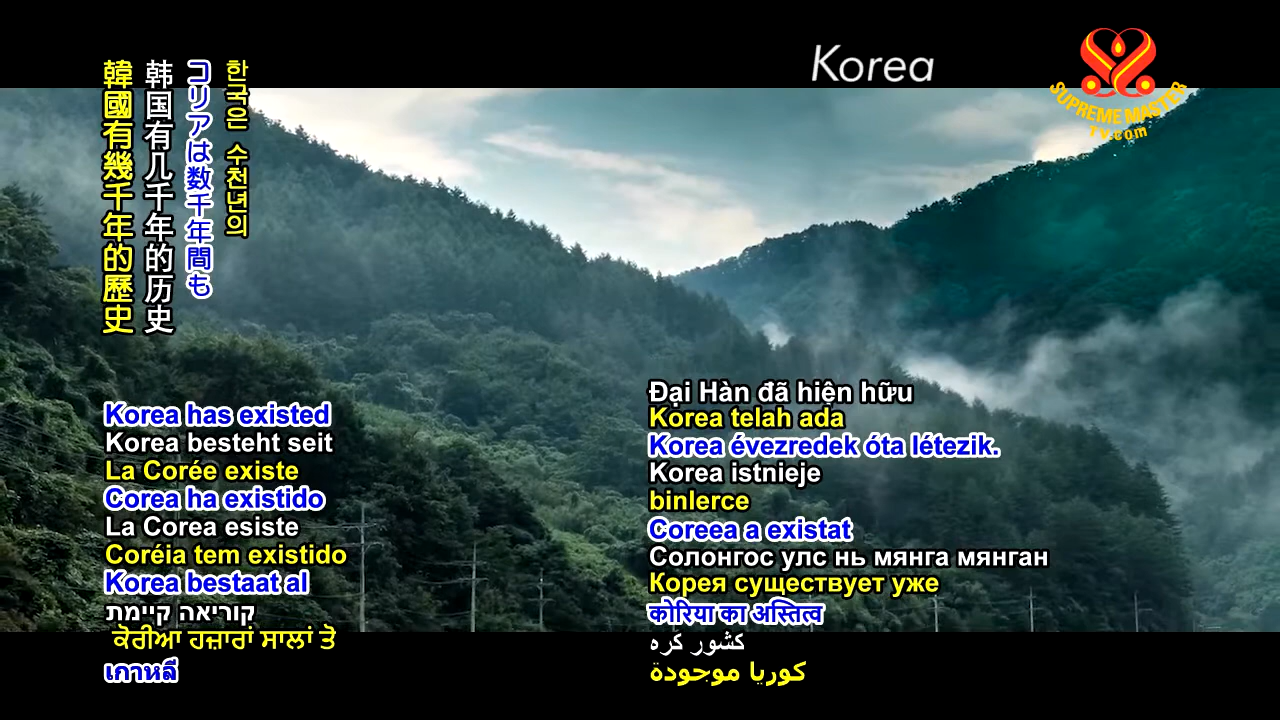 Korea
SUPREME MASTER
TV.com
韓國有幾千年的歷史
韩国有几千年的历史
コリアは数千年間も
한국은 수천년의
Korea has existed
Korea besteht seit
La Corée existe
Corea ha existido
La Corea esiste
Coréia tem existido
Korea bestaat al
קוריאה קיימת
ਕੋਰੀਆ ਹਜ਼ਾਰਾਂ ਸਾਲਾਂ ਤੋ
เกาหลี
Đại Hàn đã hiện hữu
Korea telah ada
Korea évezredek óta létezik.
Korea istnieje
binlerce
Coreea a existat
Солонгос улс нь мянга мянган
Корея существует уже
कोरिया का अस्तित्व
کشور کره
كوريا موجودة